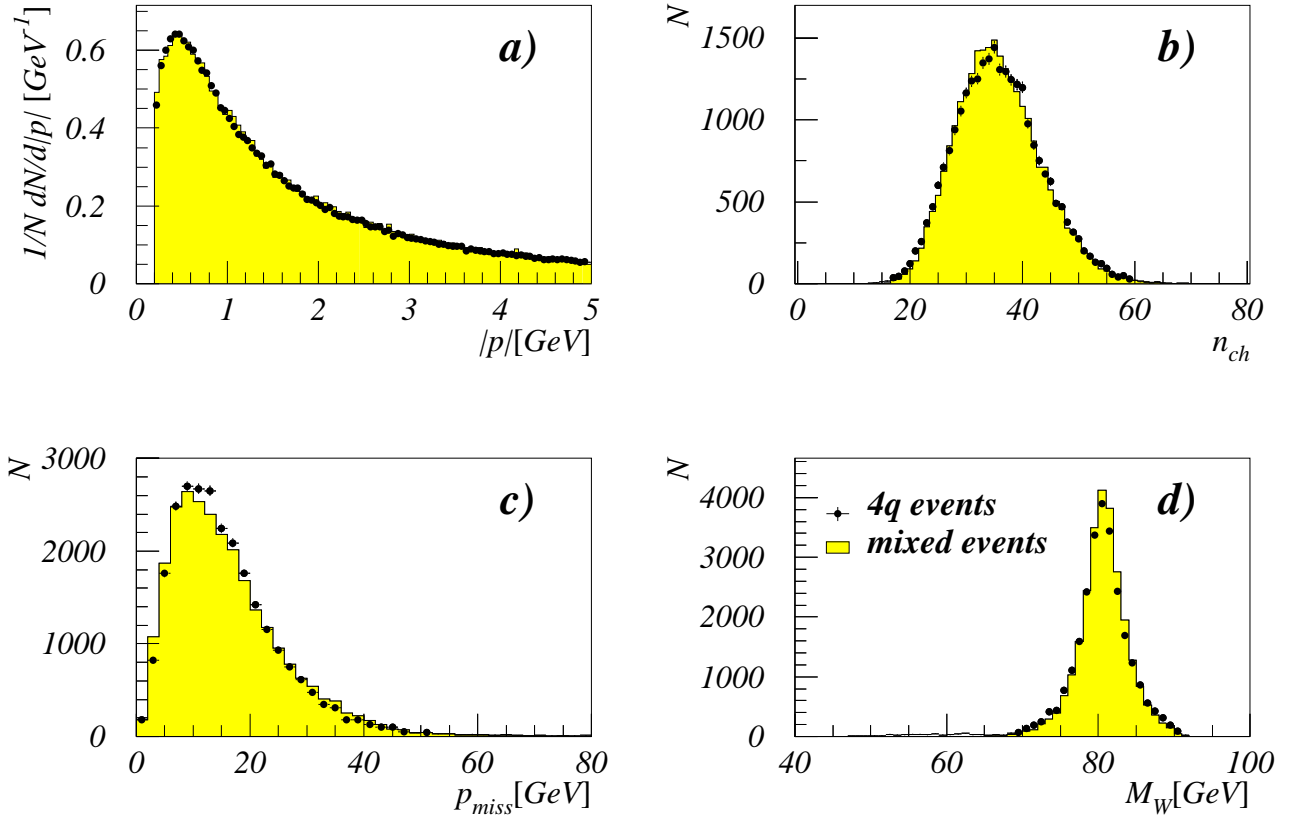 1/N dN/d|p| [GeV⁻¹]
0.6
0.4
0.2
0
a)
0 1 2 3 4 5
|p|[GeV]
N
1500
1000
500
0
b)
0 20 40 60 80
n_ch
N
3000
2000
1000
0
c)
0 20 40 60 80
p_miss[GeV]
N
4000
3000
2000
1000
0
d)
4q events
mixed events
40 60 80 100
M_W[GeV]